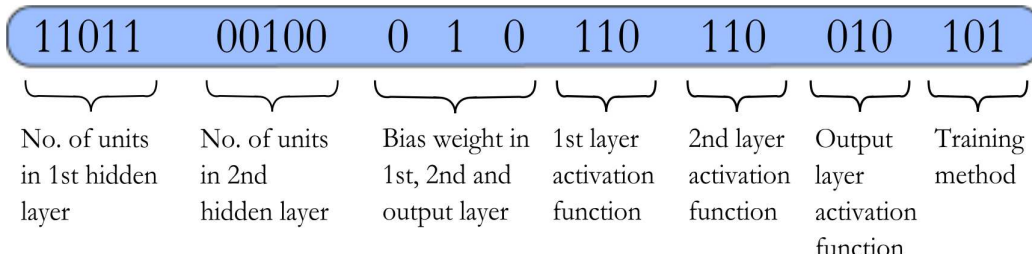 11011 00100 0 1 0 110 110 010 101
No. of units in 1st hidden layer
No. of units in 2nd hidden layer
Bias weight in 1st, 2nd and output layer
1st layer activation function
2nd layer activation function
Output layer activation function
Training method